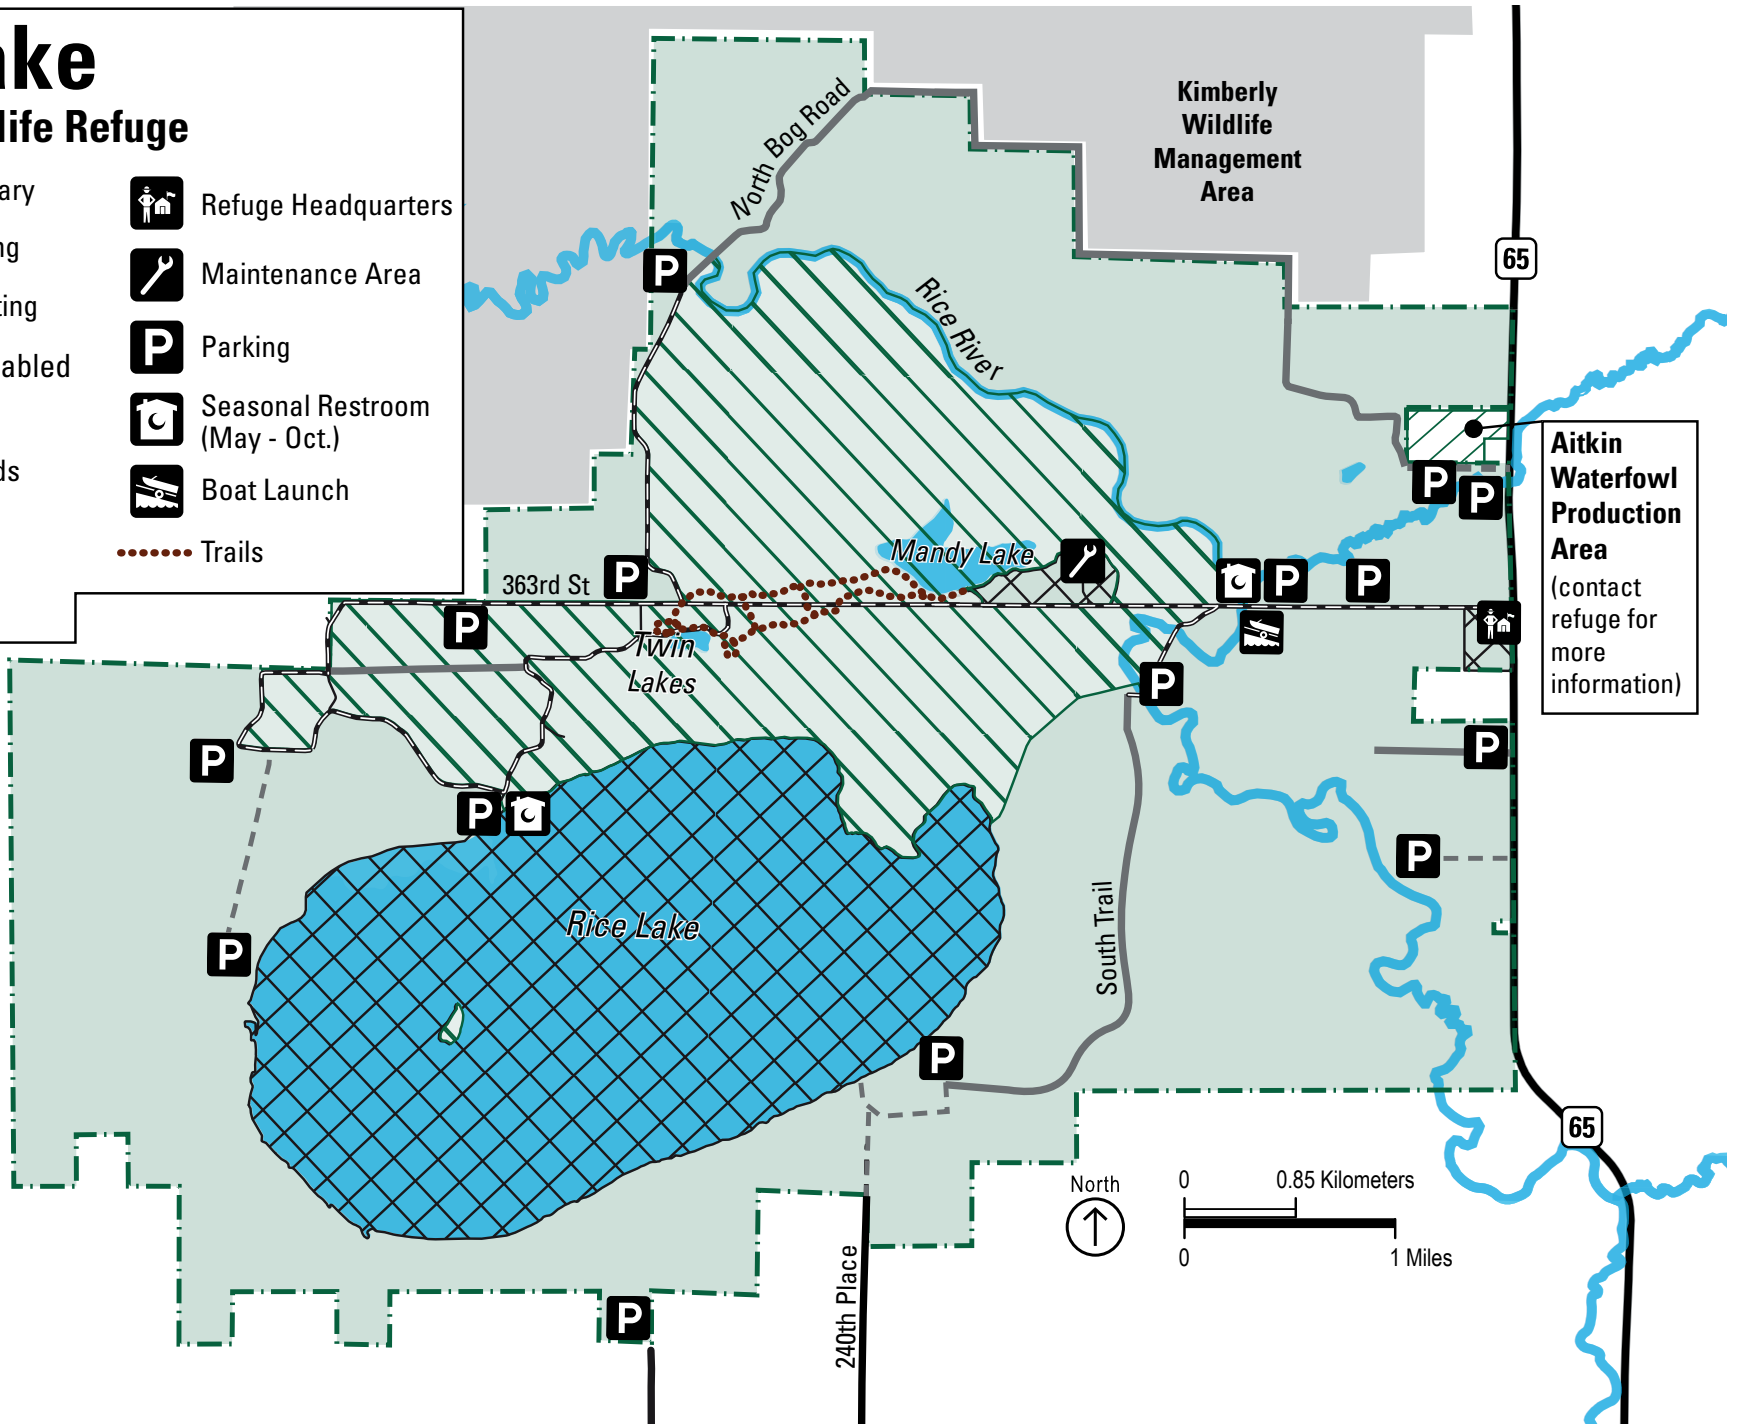 ake
life Refuge
ary
ng
ting
abled
ds
Refuge Headquarters
Maintenance Area
P Parking
Seasonal Restroom
(May - Oct.)
Boat Launch
Trails
Kimberly
Wildlife
Management
Area
North Bog Road
65
P
Rice River
Aitkin
Waterfowl
Production
Area
(contact
refuge for
more
information)
P
P
Mandy Lake
363rd St
P
P
P
P
Twin
Lakes
P
P
P
P
P
P
Rice Lake
South Trail
P
P
65
North
0
0.85 Kilometers
0
1 Miles
240th Place
P